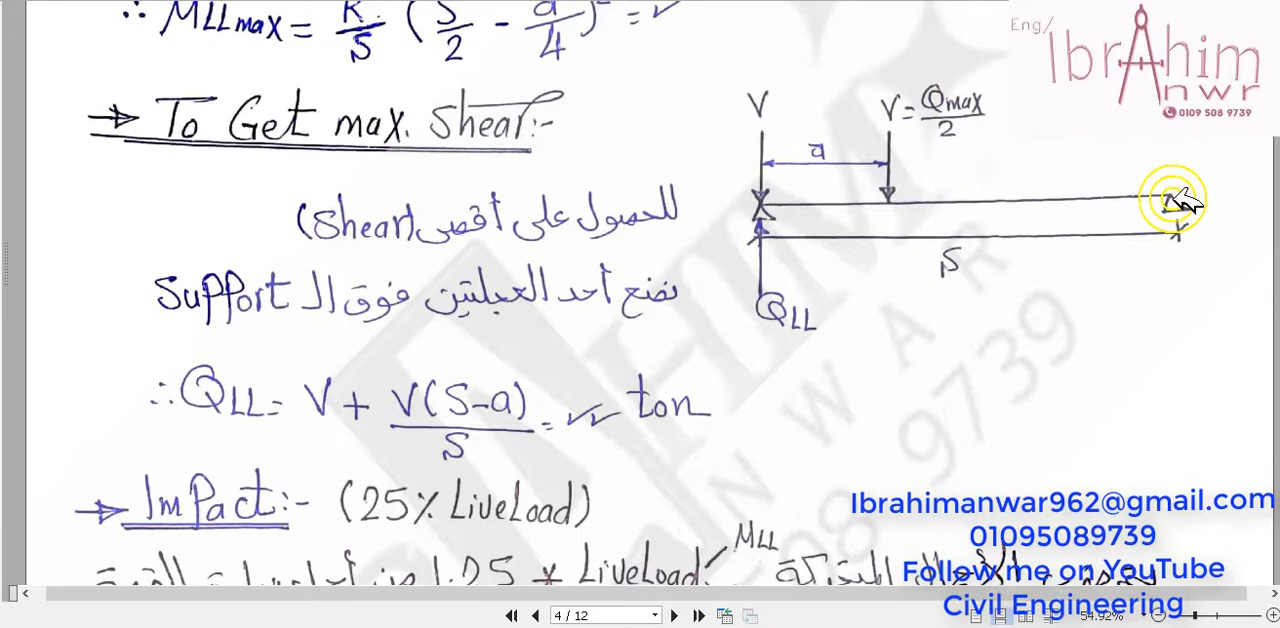 ∴ MLLmax = R/S (S/2 - a/4)² = ✓
Eng/
Ibrahim
Anwr
0109 508 9739
→ To Get max. Shear:-
V
V = Qmax/2
a
للحصول على أقصى (Shear)
S
نضع أحد العجلتين فوق الـ Support
QLL
∴ QLL = V + V(S-a)/S = ✓✓ ton
→ ImPact:- (25% LiveLoad)
Ibrahimanwar962@gmail.com
01095089739
MLL
1.25 * LiveLoad
Follow me on YouTube
Civil Engineering
4 / 12
54.92%